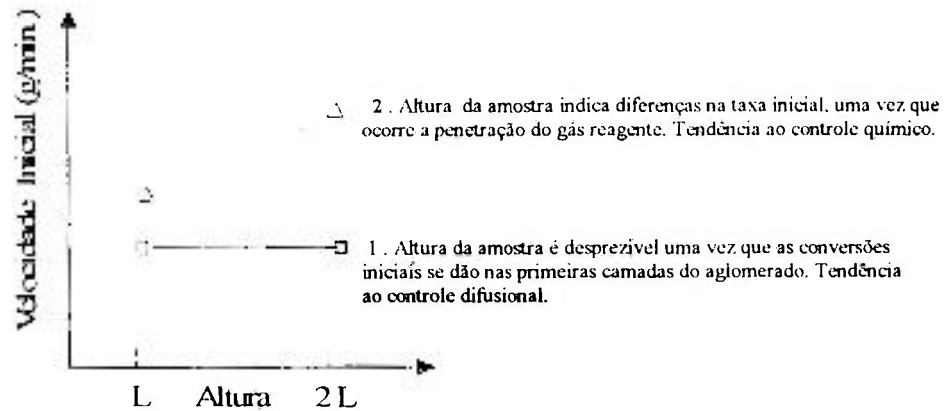 Velocidade Inicial (g/min.)
2 . Altura da amostra indica diferenças na taxa inicial, uma vez que
ocorre a penetração do gás reagente. Tendência ao controle químico.
1 . Altura da amostra é desprezível uma vez que as conversões
iniciais se dão nas primeiras camadas do aglomerado. Tendência
ao controle difusional.
L Altura 2L